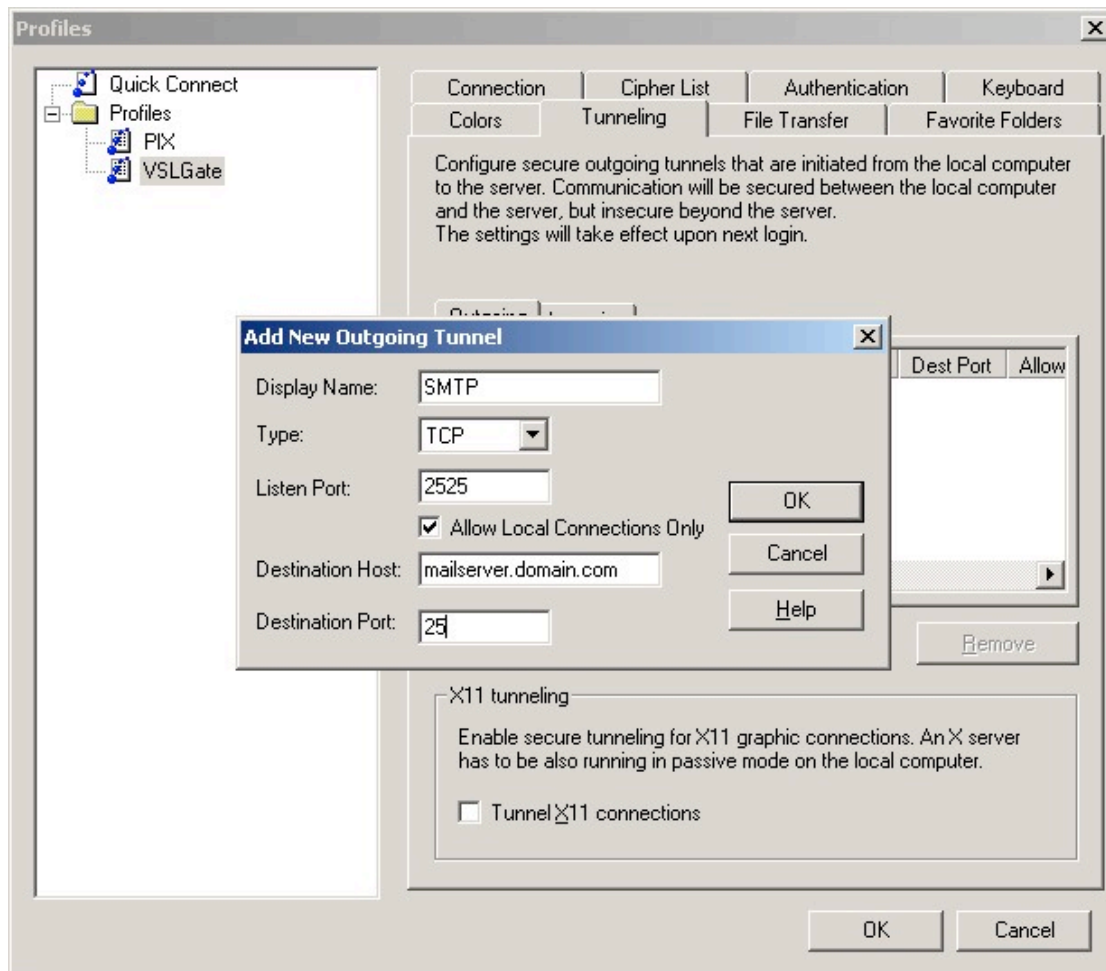 Profiles
Quick Connect
Profiles
PIX
VSLGate
Connection
Cipher List
Authentication
Keyboard
Colors
Tunneling
File Transfer
Favorite Folders
Configure secure outgoing tunnels that are initiated from the local computer
to the server. Communication will be secured between the local computer
and the server, but insecure beyond the server.
The settings will take effect upon next login.
Add New Outgoing Tunnel
Display Name: SMTP
Type: TCP
Listen Port: 2525
Allow Local Connections Only
Destination Host: mailserver.domain.com
Destination Port: 25
OK
Cancel
Help
Dest Port
Allow
Remove
X11 tunneling
Enable secure tunneling for X11 graphic connections. An X server
has to be also running in passive mode on the local computer.
Tunnel X11 connections
OK
Cancel